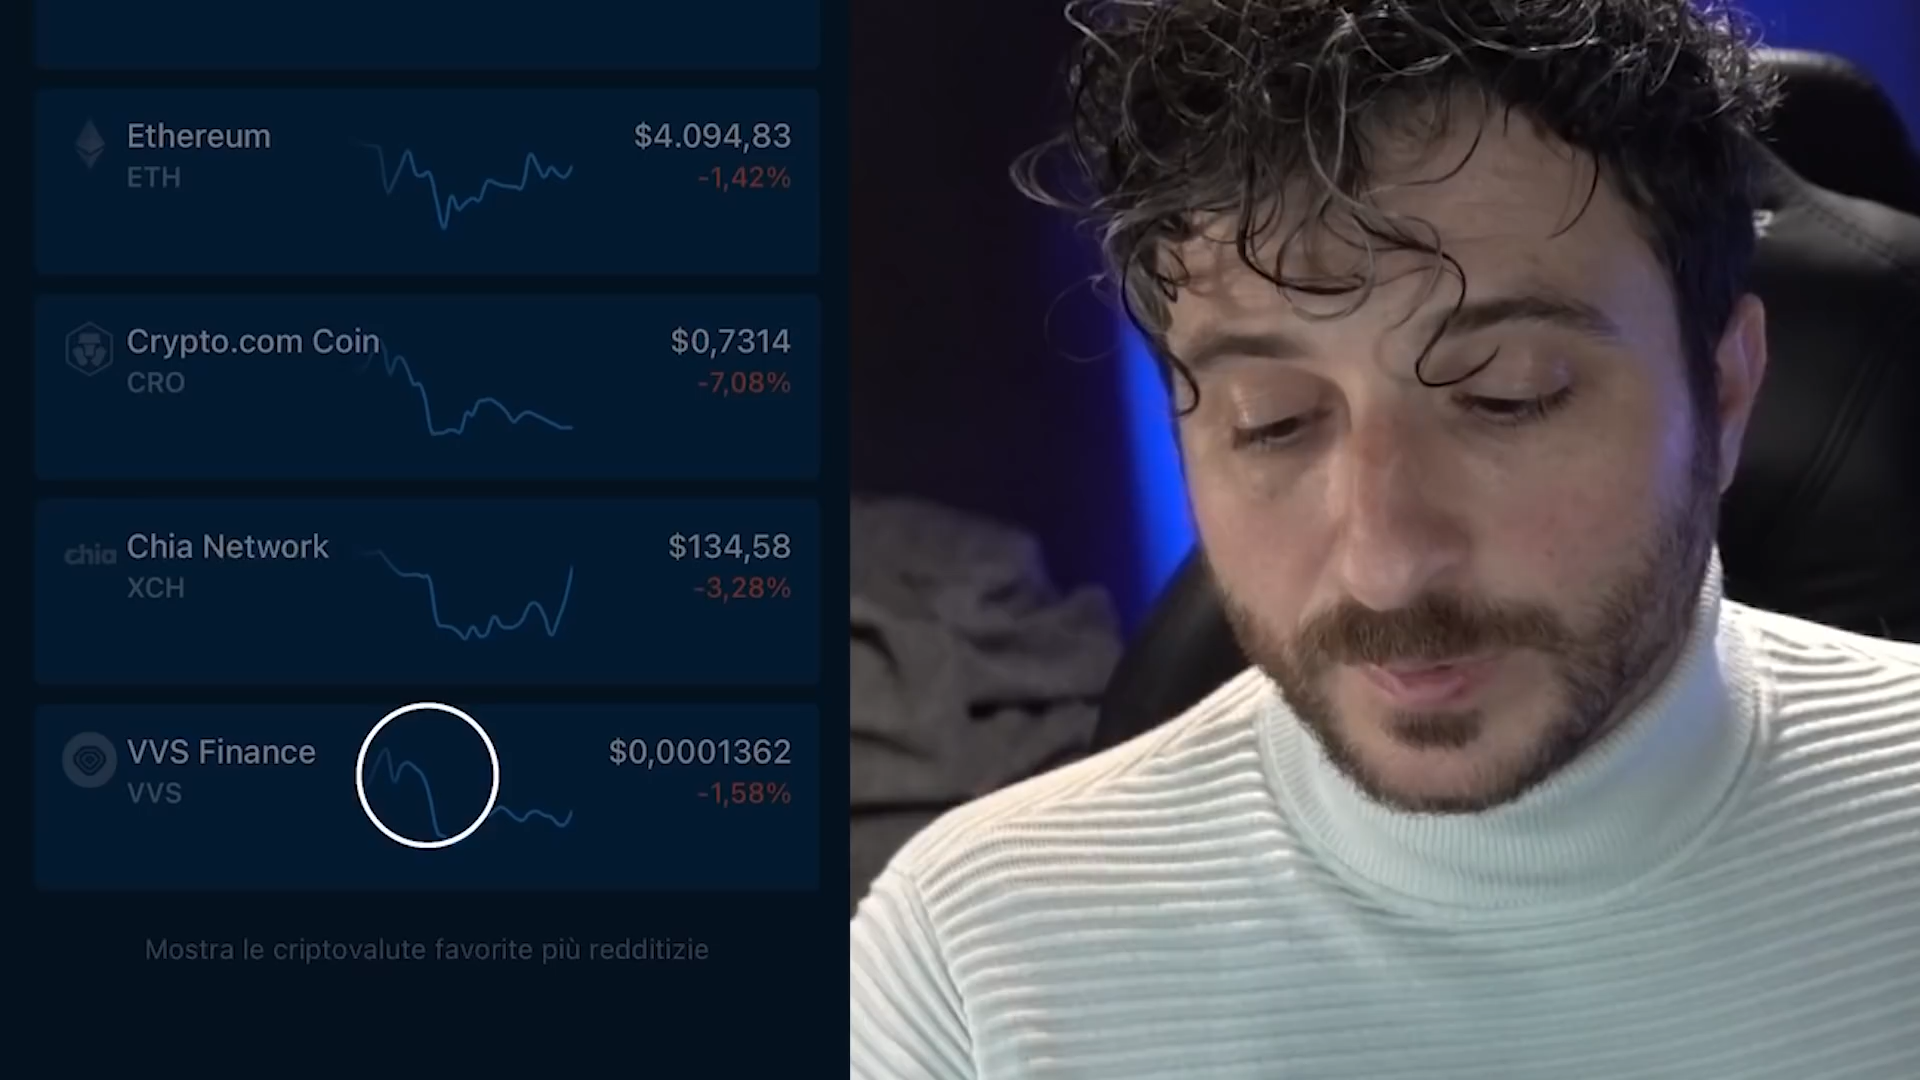 Ethereum
$4.094,83
ETH
-1,42%
Crypto.com Coin
$0,7314
CRO
-7,08%
chia
Chia Network
$134,58
XCH
-3,28%
VVS Finance
$0,0001362
VVS
-1,58%
Mostra le criptovalute favorite più redditizie